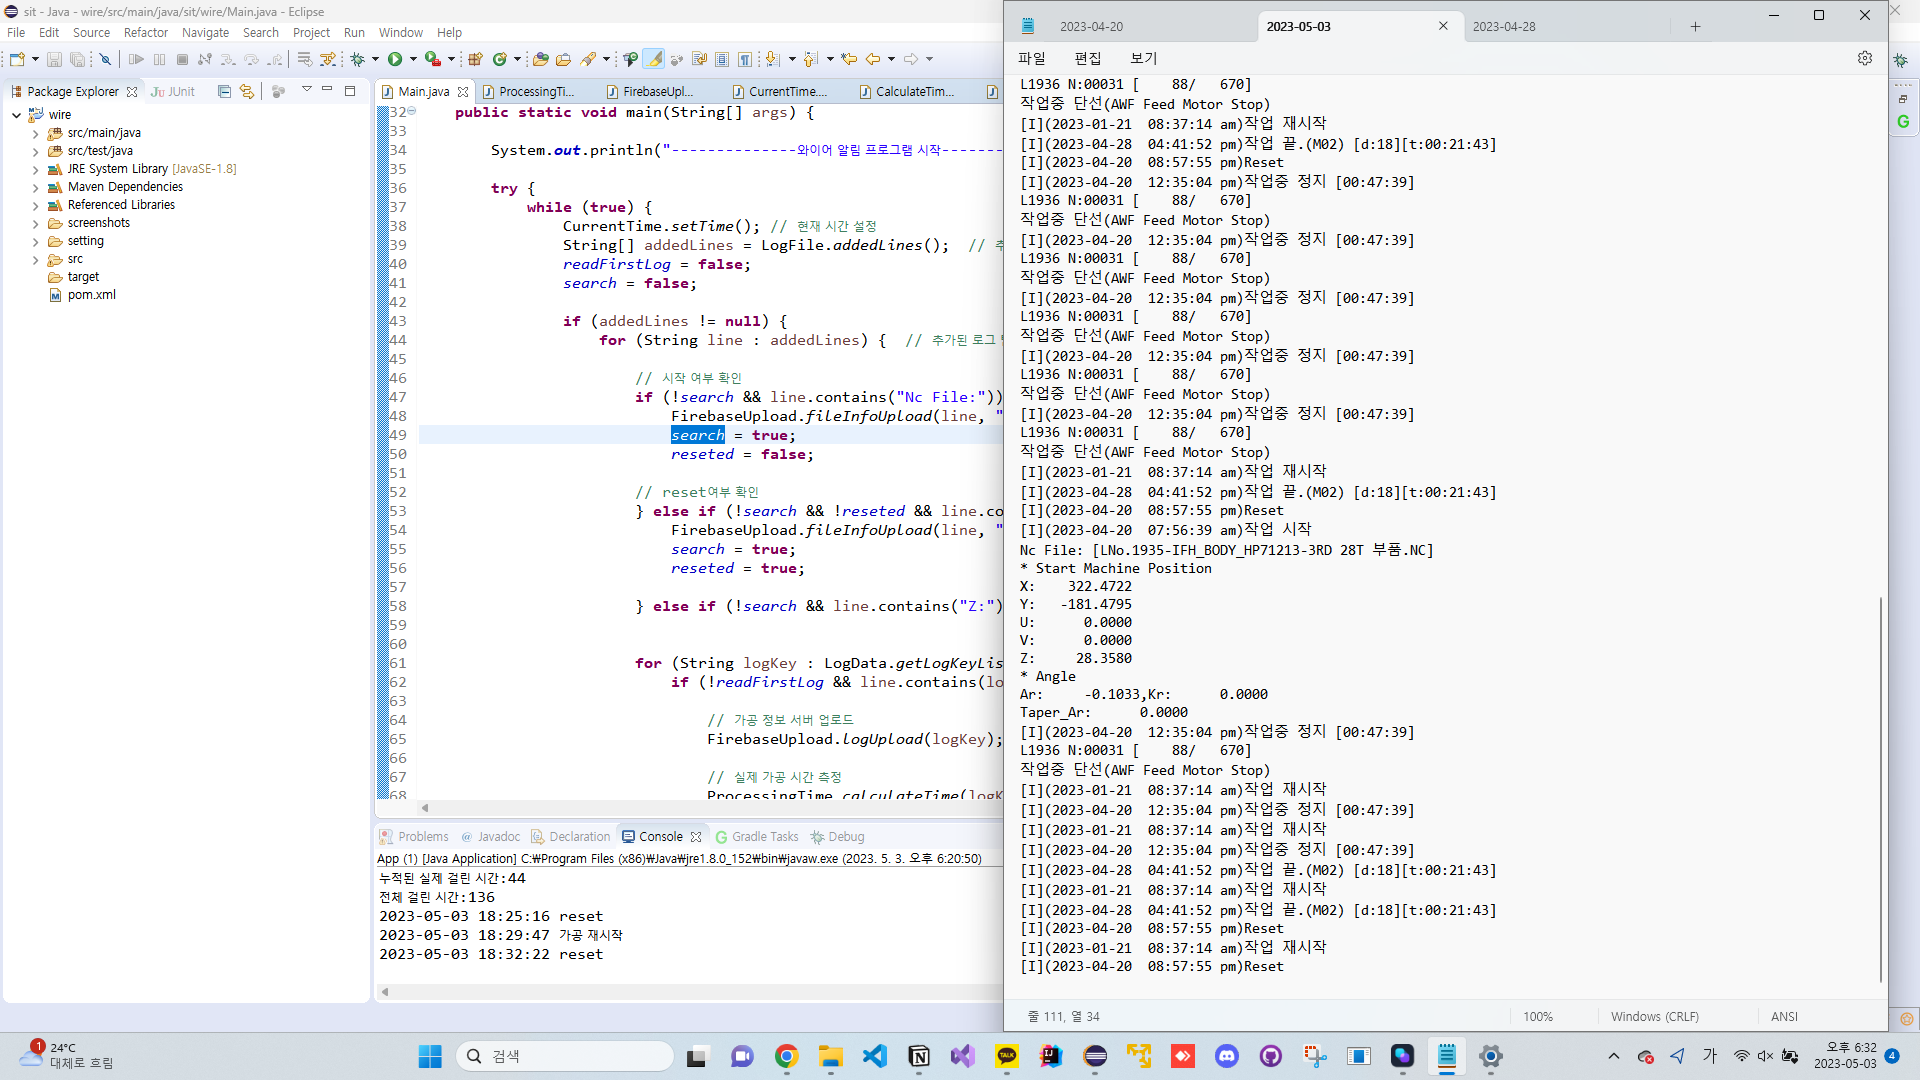 sit - Java - wire/src/main/java/sit/wire/Main.java - Eclipse
File Edit Source Refactor Navigate Search Project Run Window Help
Package Explorer
JUnit
wire
src/main/java
src/test/java
JRE System Library [JavaSE-1.8]
Maven Dependencies
Referenced Libraries
screenshots
setting
src
target
pom.xml
Main.java ProcessingTi... FirebaseUpl... CurrentTime.... CalculateTim...
32 public static void main(String[] args) {
33
34 System.out.println("--------------와이어 알림 프로그램 시작-------
35
36 try {
37 while (true) {
38 CurrentTime.setTime(); // 현재 시간 설정
39 String[] addedLines = LogFile.addedLines(); // 추
40 readFirstLog = false;
41 search = false;
42
43 if (addedLines != null) {
44 for (String line : addedLines) { // 추가된 로그
45
46 // 시작 여부 확인
47 if (!search && line.contains("Nc File:"))
48 FirebaseUpload.fileInfoUpload(line, "
49 search = true;
50 reseted = false;
51
52 // reset여부 확인
53 } else if (!search && !reseted && line.co
54 FirebaseUpload.fileInfoUpload(line, "
55 search = true;
56 reseted = true;
57
58 } else if (!search && line.contains("Z:")
59
60
61 for (String logKey : LogData.getLogKeyLis
62 if (!readFirstLog && line.contains(lo
63
64 // 가공 정보 서버 업로드
65 FirebaseUpload.logUpload(logKey);
66
67 // 실제 가공 시간 측정
68 ProcessingTime.calculateTime(logK
Problems Javadoc Declaration Console Gradle Tasks Debug
App (1) [Java Application] C:₩Program Files (x86)₩Java₩jre1.8.0_152₩bin₩javaw.exe (2023. 5. 3. 오후 6:20:50)
누적된 실제 걸린 시간:44
전체 걸린 시간:136
2023-05-03 18:25:16 reset
2023-05-03 18:29:47 가공 재시작
2023-05-03 18:32:22 reset
2023-04-20 2023-05-03 2023-04-28
파일 편집 보기
L1936 N:00031 [ 88/ 670]
작업중 단선(AWF Feed Motor Stop)
[I](2023-01-21 08:37:14 am)작업 재시작
[I](2023-04-28 04:41:52 pm)작업 끝.(M02) [d:18][t:00:21:43]
[I](2023-04-20 08:57:55 pm)Reset
[I](2023-04-20 12:35:04 pm)작업중 정지 [00:47:39]
L1936 N:00031 [ 88/ 670]
작업중 단선(AWF Feed Motor Stop)
[I](2023-04-20 12:35:04 pm)작업중 정지 [00:47:39]
L1936 N:00031 [ 88/ 670]
작업중 단선(AWF Feed Motor Stop)
[I](2023-04-20 12:35:04 pm)작업중 정지 [00:47:39]
L1936 N:00031 [ 88/ 670]
작업중 단선(AWF Feed Motor Stop)
[I](2023-04-20 12:35:04 pm)작업중 정지 [00:47:39]
L1936 N:00031 [ 88/ 670]
작업중 단선(AWF Feed Motor Stop)
[I](2023-04-20 12:35:04 pm)작업중 정지 [00:47:39]
L1936 N:00031 [ 88/ 670]
작업중 단선(AWF Feed Motor Stop)
[I](2023-01-21 08:37:14 am)작업 재시작
[I](2023-04-28 04:41:52 pm)작업 끝.(M02) [d:18][t:00:21:43]
[I](2023-04-20 08:57:55 pm)Reset
[I](2023-04-20 07:56:39 am)작업 시작
Nc File: [LNo.1935-IFH_BODY_HP71213-3RD 28T 부품.NC]
* Start Machine Position
X: 322.4722
Y: -181.4795
U: 0.0000
V: 0.0000
Z: 28.3580
* Angle
Ar: -0.1033,Kr: 0.0000
Taper_Ar: 0.0000
[I](2023-04-20 12:35:04 pm)작업중 정지 [00:47:39]
L1936 N:00031 [ 88/ 670]
작업중 단선(AWF Feed Motor Stop)
[I](2023-01-21 08:37:14 am)작업 재시작
[I](2023-04-20 12:35:04 pm)작업중 정지 [00:47:39]
[I](2023-01-21 08:37:14 am)작업 재시작
[I](2023-04-20 12:35:04 pm)작업중 정지 [00:47:39]
[I](2023-04-28 04:41:52 pm)작업 끝.(M02) [d:18][t:00:21:43]
[I](2023-01-21 08:37:14 am)작업 재시작
[I](2023-04-28 04:41:52 pm)작업 끝.(M02) [d:18][t:00:21:43]
[I](2023-04-20 08:57:55 pm)Reset
[I](2023-01-21 08:37:14 am)작업 재시작
[I](2023-04-20 08:57:55 pm)Reset
줄 111, 열 34 100% Windows (CRLF) ANSI
1
24°C
대체로 흐림
검색
TALK
가
오후 6:32
2023-05-03
4